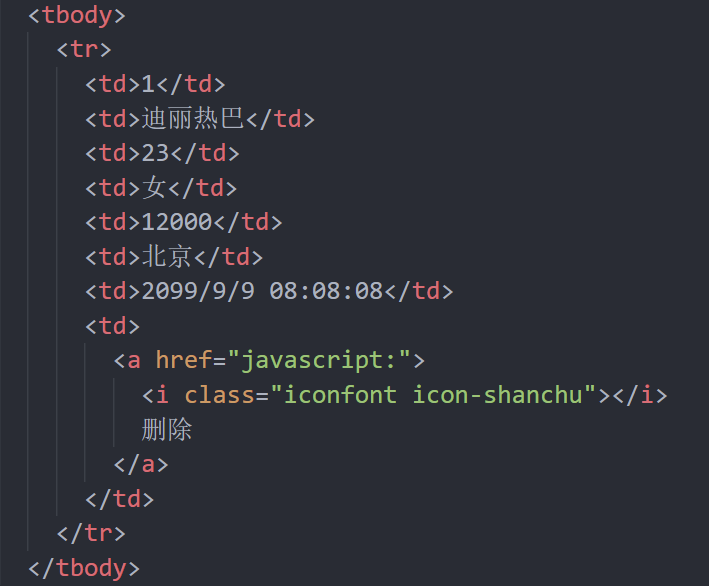 <tbody>
<tr>
<td>1</td>
<td>迪丽热巴</td>
<td>23</td>
<td>女</td>
<td>12000</td>
<td>北京</td>
<td>2099/9/9 08:08:08</td>
<td>
<a href="javascript:">
<i class="iconfont icon-shanchu"></i>
删除
</a>
</td>
</tr>
</tbody>